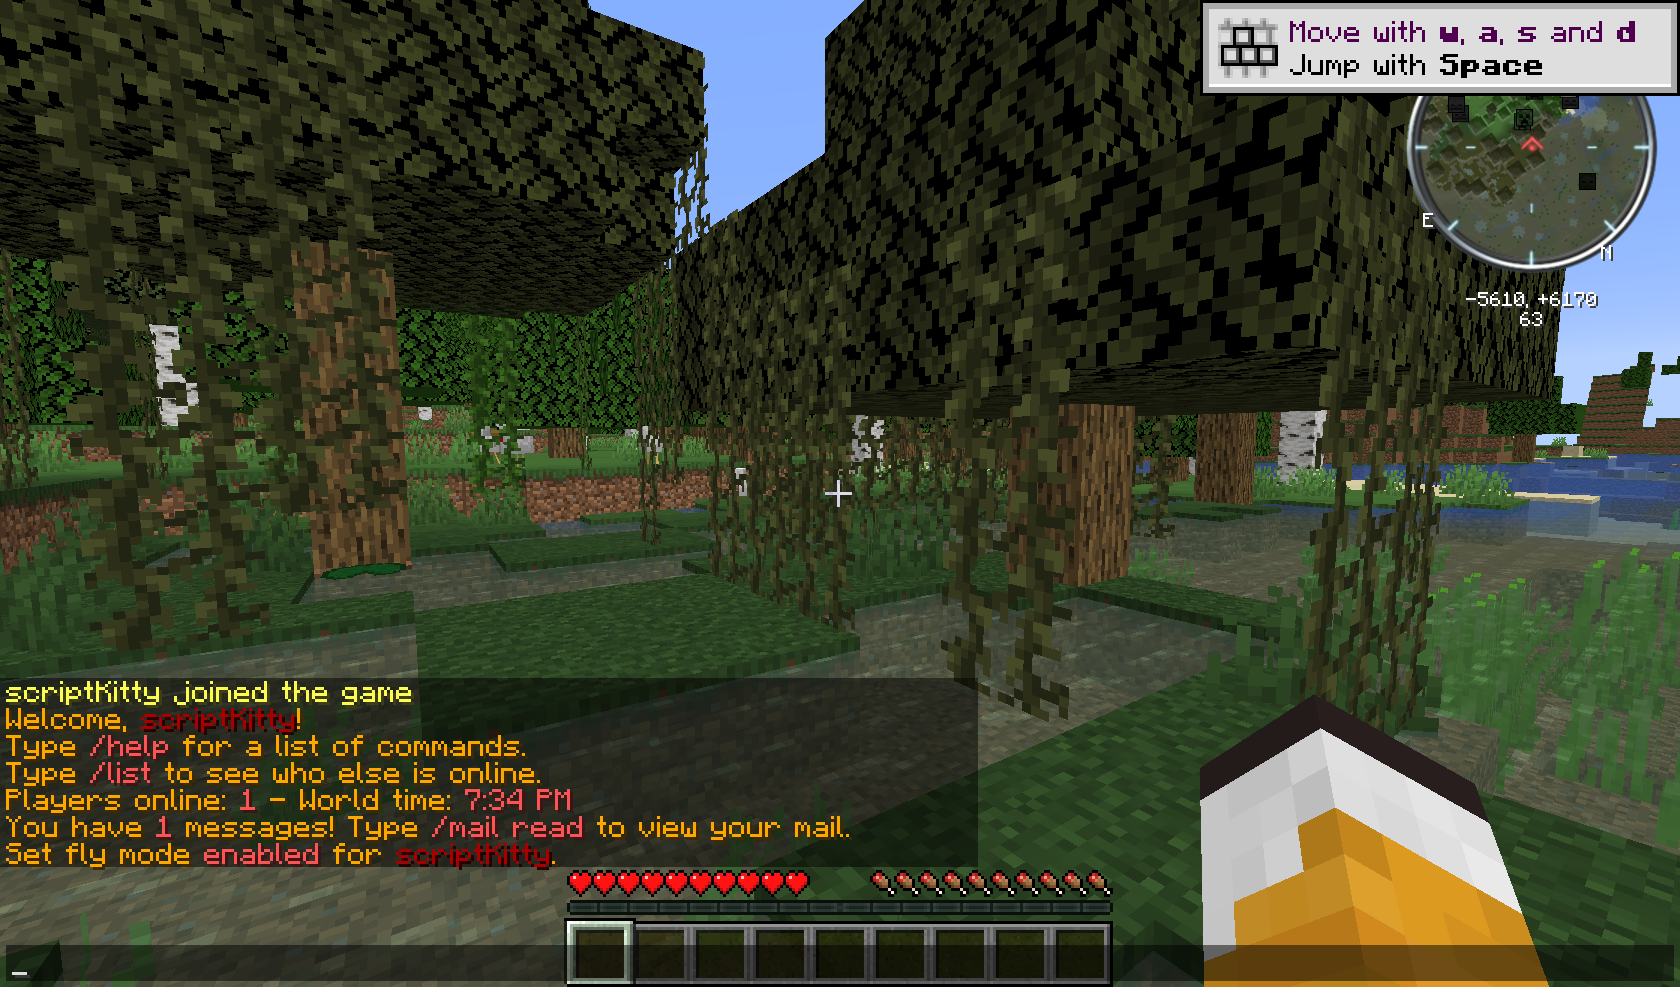 Move with w, a, s and d
Jump with Space
E
N
-5610, +6170
63
scriptKitty joined the game
Welcome, scriptKitty!
Type /help for a list of commands.
Type /list to see who else is online.
Players online: 1 - World time: 7:34 PM
You have 1 messages! Type /mail read to view your mail.
Set fly mode enabled for scriptKitty.
_